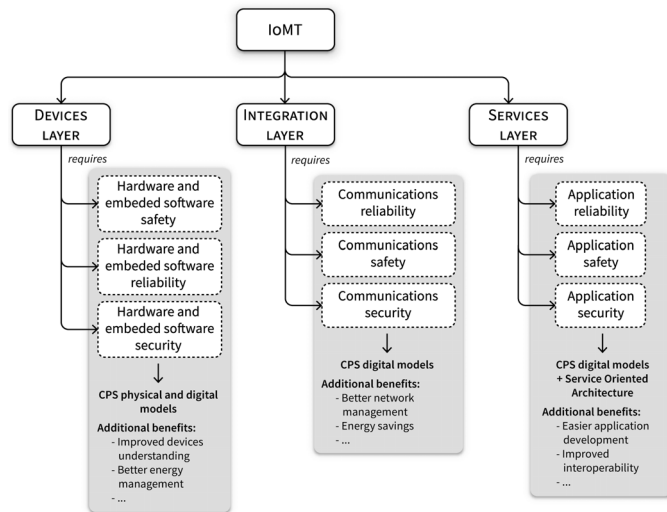 IoMT
DEVICES
LAYER
requires
Hardware and
embeded software
safety
Hardware and
embeded software
reliability
Hardware and
embeded software
security
CPS physical and digital
models
Additional benefits:
- Improved devices
understanding
- Better energy
management
- ...
INTEGRATION
LAYER
requires
Communications
reliability
Communications
safety
Communications
security
CPS digital models
Additional benefits:
- Better network
management
- Energy savings
- ...
SERVICES
LAYER
requires
Application
reliability
Application
safety
Application
security
CPS digital models
+ Service Oriented
Architecture
Additional benefits:
- Easier application
development
- Improved
interoperability
- ...